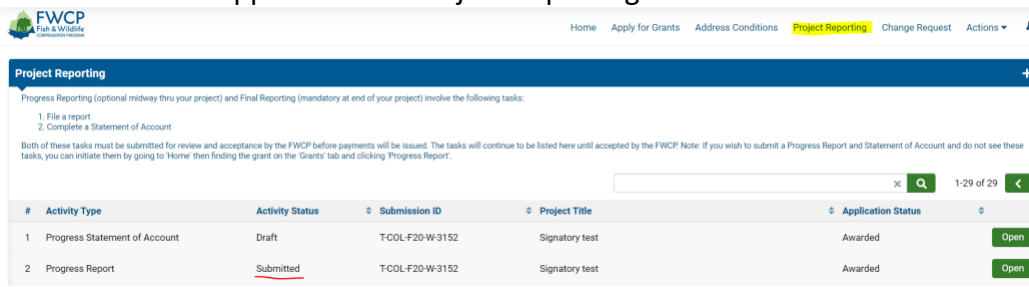 FWCP
Fish & Wildlife
COMPENSATION PROGRAM
Home Apply for Grants Address Conditions Project Reporting Change Request Actions
Project Reporting +
Progress Reporting (optional midway thru your project) and Final Reporting (mandatory at end of your project) involve the following tasks:
1. File a report
2. Complete a Statement of Account
Both of these tasks must be submitted for review and acceptance by the FWCP before payments will be issued. The tasks will continue to be listed here until accepted by the FWCP. Note: If you wish to submit a Progress Report and Statement of Account and do not see these
tasks, you can initiate them by going to 'Home' then finding the grant on the 'Grants' tab and clicking 'Progress Report'.
1-29 of 29
# Activity Type Activity Status Submission ID Project Title Application Status
1 Progress Statement of Account Draft T-COL-F20-W-3152 Signatory test Awarded Open
2 Progress Report Submitted T-COL-F20-W-3152 Signatory test Awarded Open